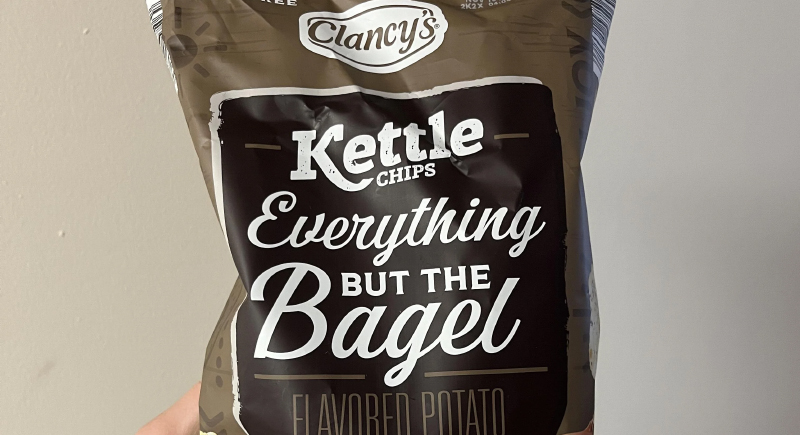 Clancy's®
Kettle
CHIPS
Everything
BUT THE
Bagel
FLAVORED POTATO